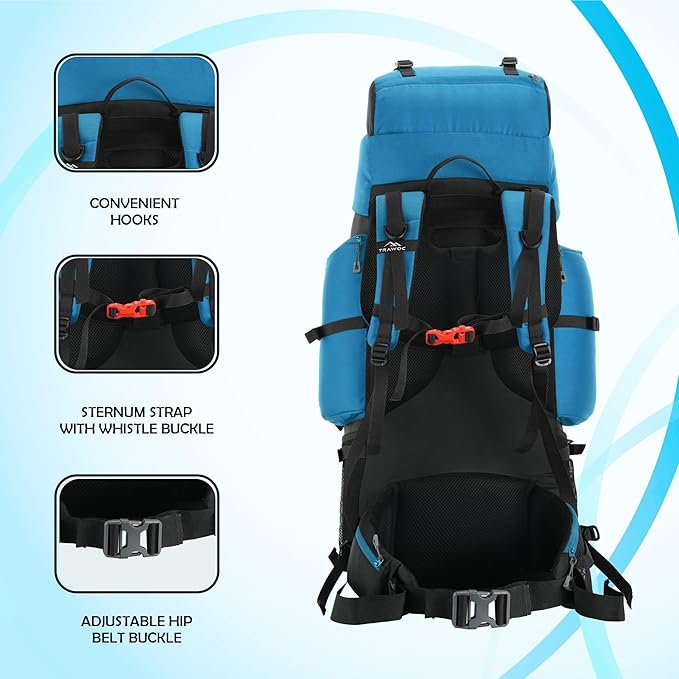 CONVENIENT
HOOKS
TRAWOC
STERNUM STRAP
WITH WHISTLE BUCKLE
ADJUSTABLE HIP
BELT BUCKLE